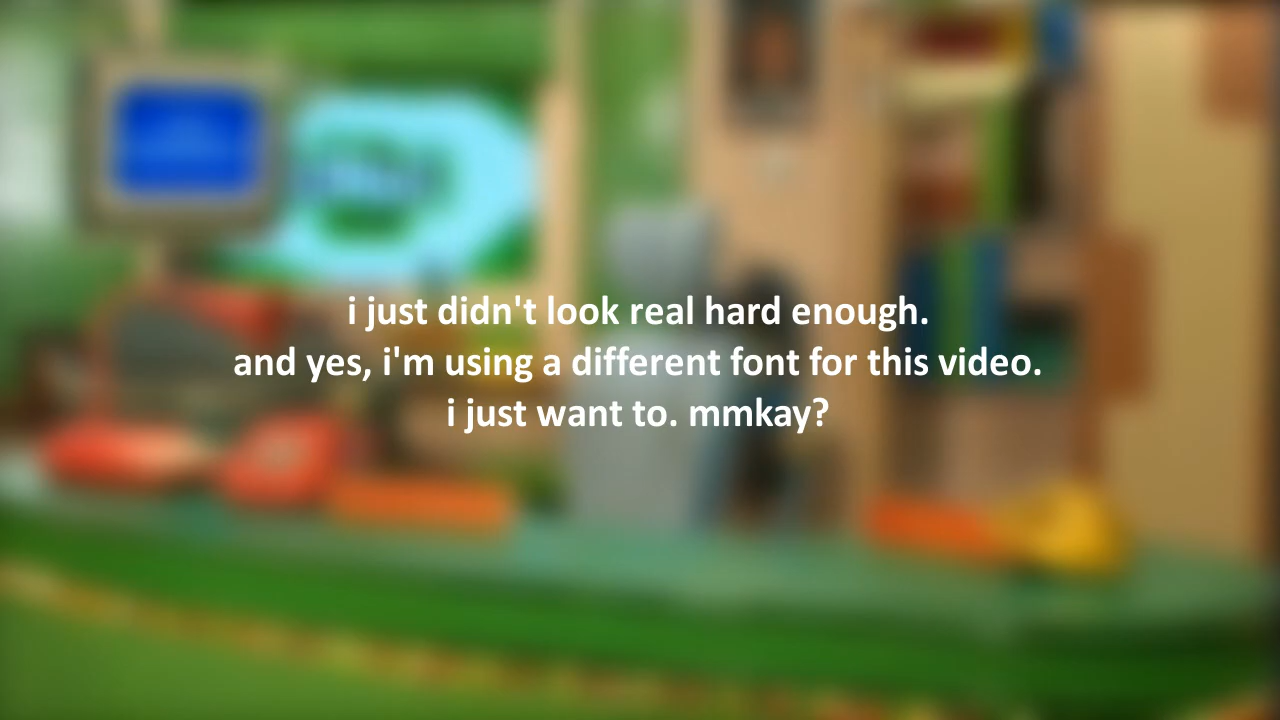 i just didn't look real hard enough.
and yes, i'm using a different font for this video.
i just want to. mmkay?